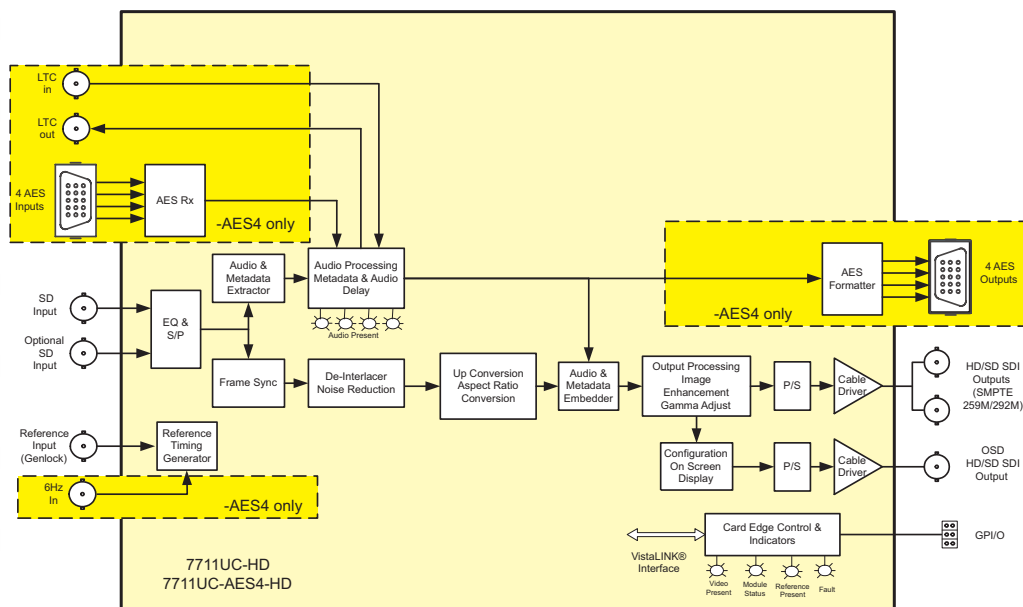 LTC
in
LTC
out
4 AES
Inputs
AES Rx
-AES4 only
Audio &
Metadata
Extractor
Audio Processing
Metadata & Audio
Delay
Audio Present
AES
Formatter
4 AES
Outputs
-AES4 only
SD
Input
Optional
SD
Input
EQ &
S/P
Frame Sync
De-Interlacer
Noise Reduction
Up Conversion
Aspect Ratio
Conversion
Audio &
Metadata
Embedder
Output Processing
Image
Enhancement
Gamma Adjust
P/S
Cable
Driver
HD/SD SDI
Outputs
(SMPTE
259M/292M)
Reference
Input
(Genlock)
Reference
Timing
Generator
Configuration
On Screen
Display
P/S
Cable
Driver
OSD
HD/SD SDI
Output
6Hz
In
-AES4 only
Card Edge Control &
Indicators
VistaLINK®
Interface
GPI/O
Video
Present
Module
Status
Reference
Present
Fault
7711UC-HD
7711UC-AES4-HD